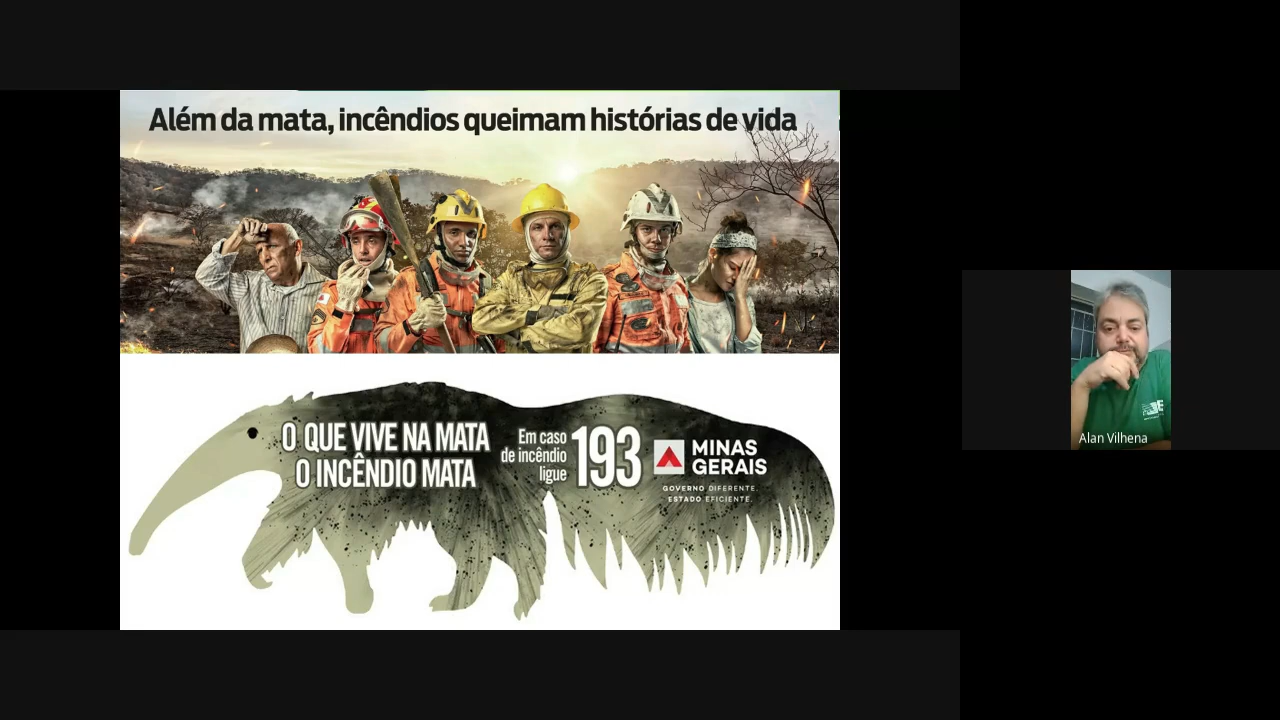 Além da mata, incêndios queimam histórias de vida
O QUE VIVE NA MATA
O INCÊNDIO MATA
Em caso
de incêndio
ligue
193
MINAS
GERAIS
GOVERNO DIFERENTE.
ESTADO EFICIENTE.
Alan Vilhena